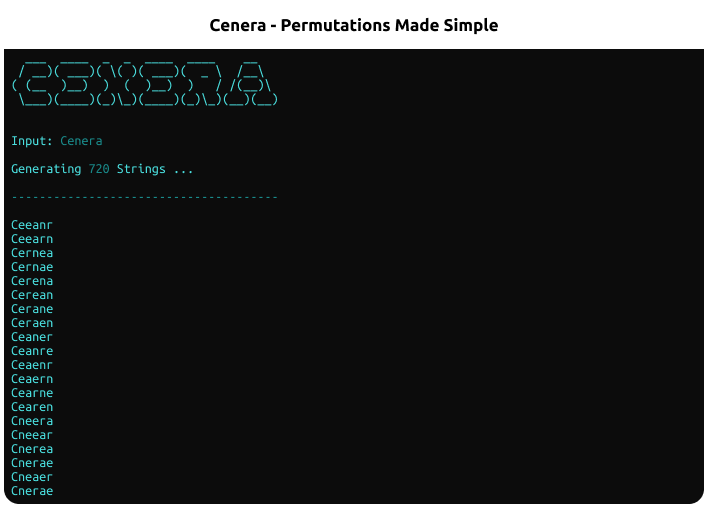 Cenera - Permutations Made Simple
CENERA
Input: Cenera
Generating 720 Strings ...
--------------------------------------
Ceeanr
Ceearn
Cernea
Cernae
Cerena
Cerean
Cerane
Ceraen
Ceaner
Ceanre
Ceaenr
Ceaern
Cearne
Cearen
Cneera
Cneear
Cnerea
Cnerae
Cneaer
Cnerae